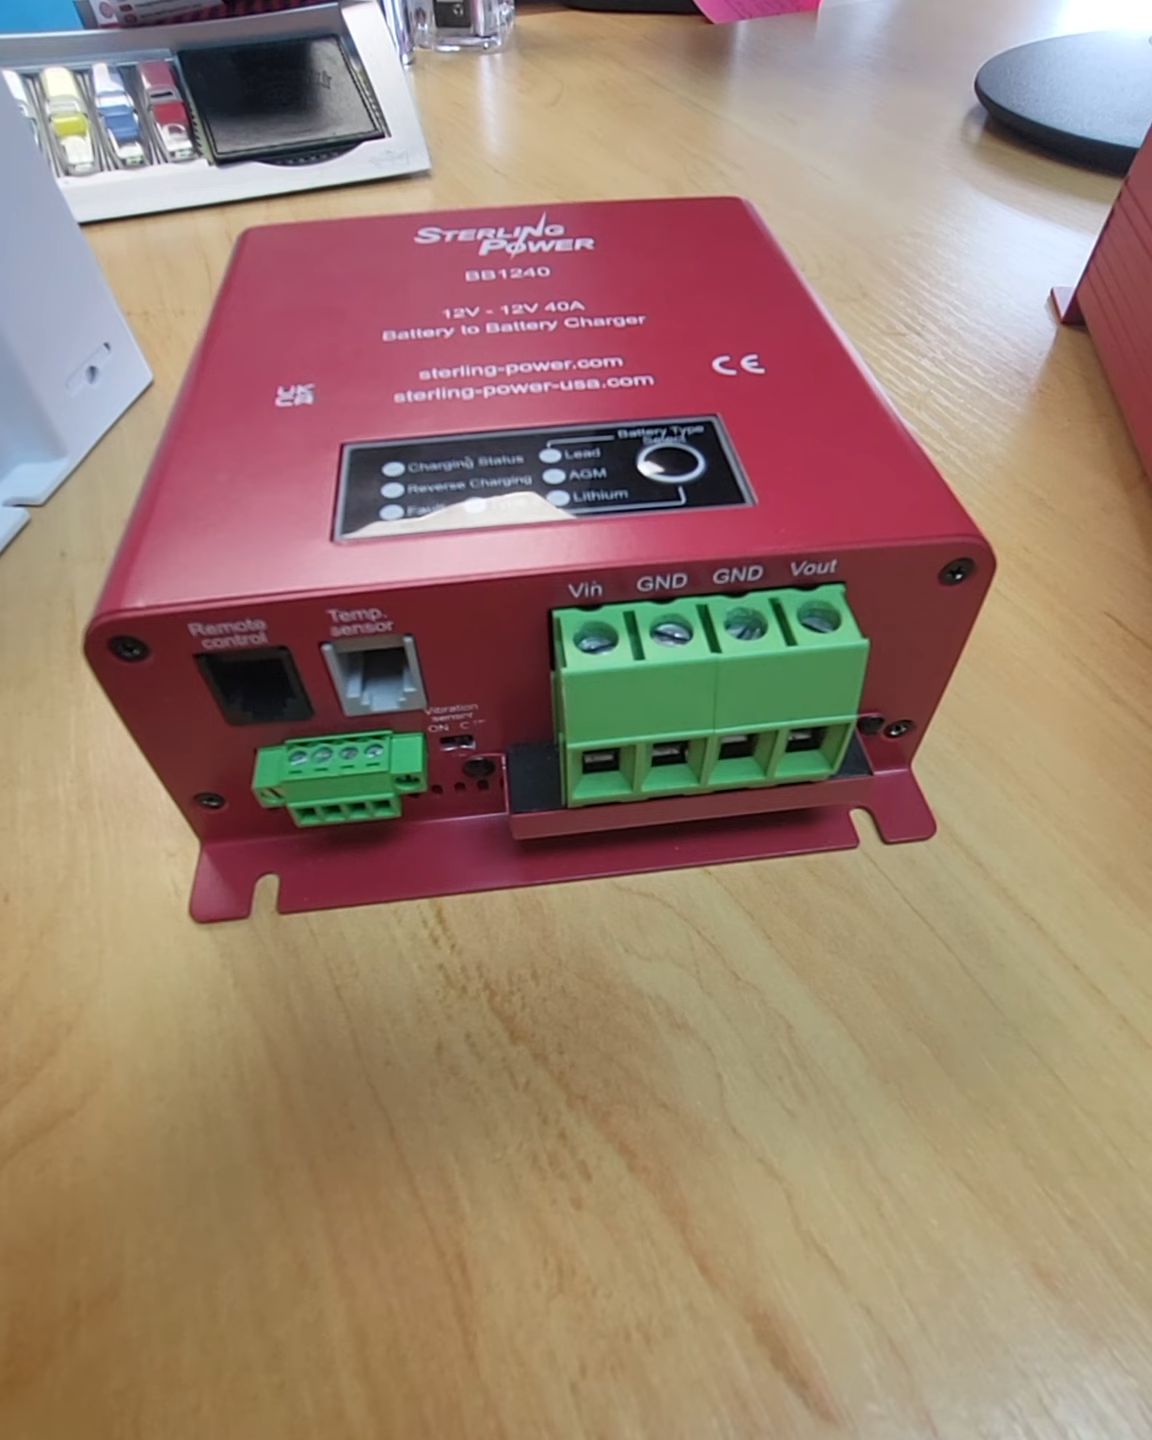 STERLING
POWER
BB1240
12V - 12V 40A
Battery to Battery Charger
sterling-power.com
sterling-power-usa.com
UK
CA
CE
Battery Type
Select
Charging Status
Lead
Reverse Charging
AGM
Fault
Lithium
Vin GND GND Vout
Remote
control
Temp.
sensor
Vibration
sensor
ON